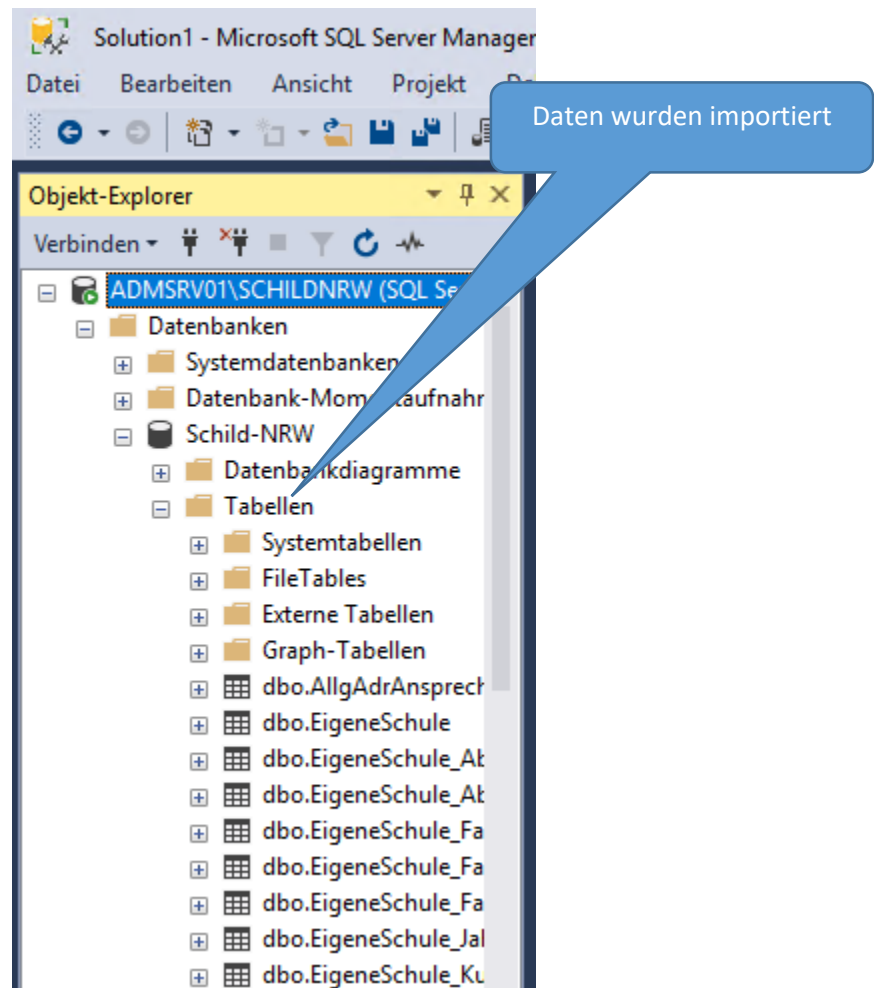 Solution1 - Microsoft SQL Server Manager
Datei Bearbeiten Ansicht Projekt
Daten wurden importiert
Objekt-Explorer
Verbinden
ADMSRV01\SCHILDNRW (SQL Se
Datenbanken
Systemdatenbanken
Datenbank-Momentaufnahr
Schild-NRW
Datenbankdiagramme
Tabellen
Systemtabellen
FileTables
Externe Tabellen
Graph-Tabellen
dbo.AllgAdrAnsprech
dbo.EigeneSchule
dbo.EigeneSchule_Ab
dbo.EigeneSchule_Ab
dbo.EigeneSchule_Fa
dbo.EigeneSchule_Fa
dbo.EigeneSchule_Fa
dbo.EigeneSchule_Jal
dbo.EigeneSchule_Ku